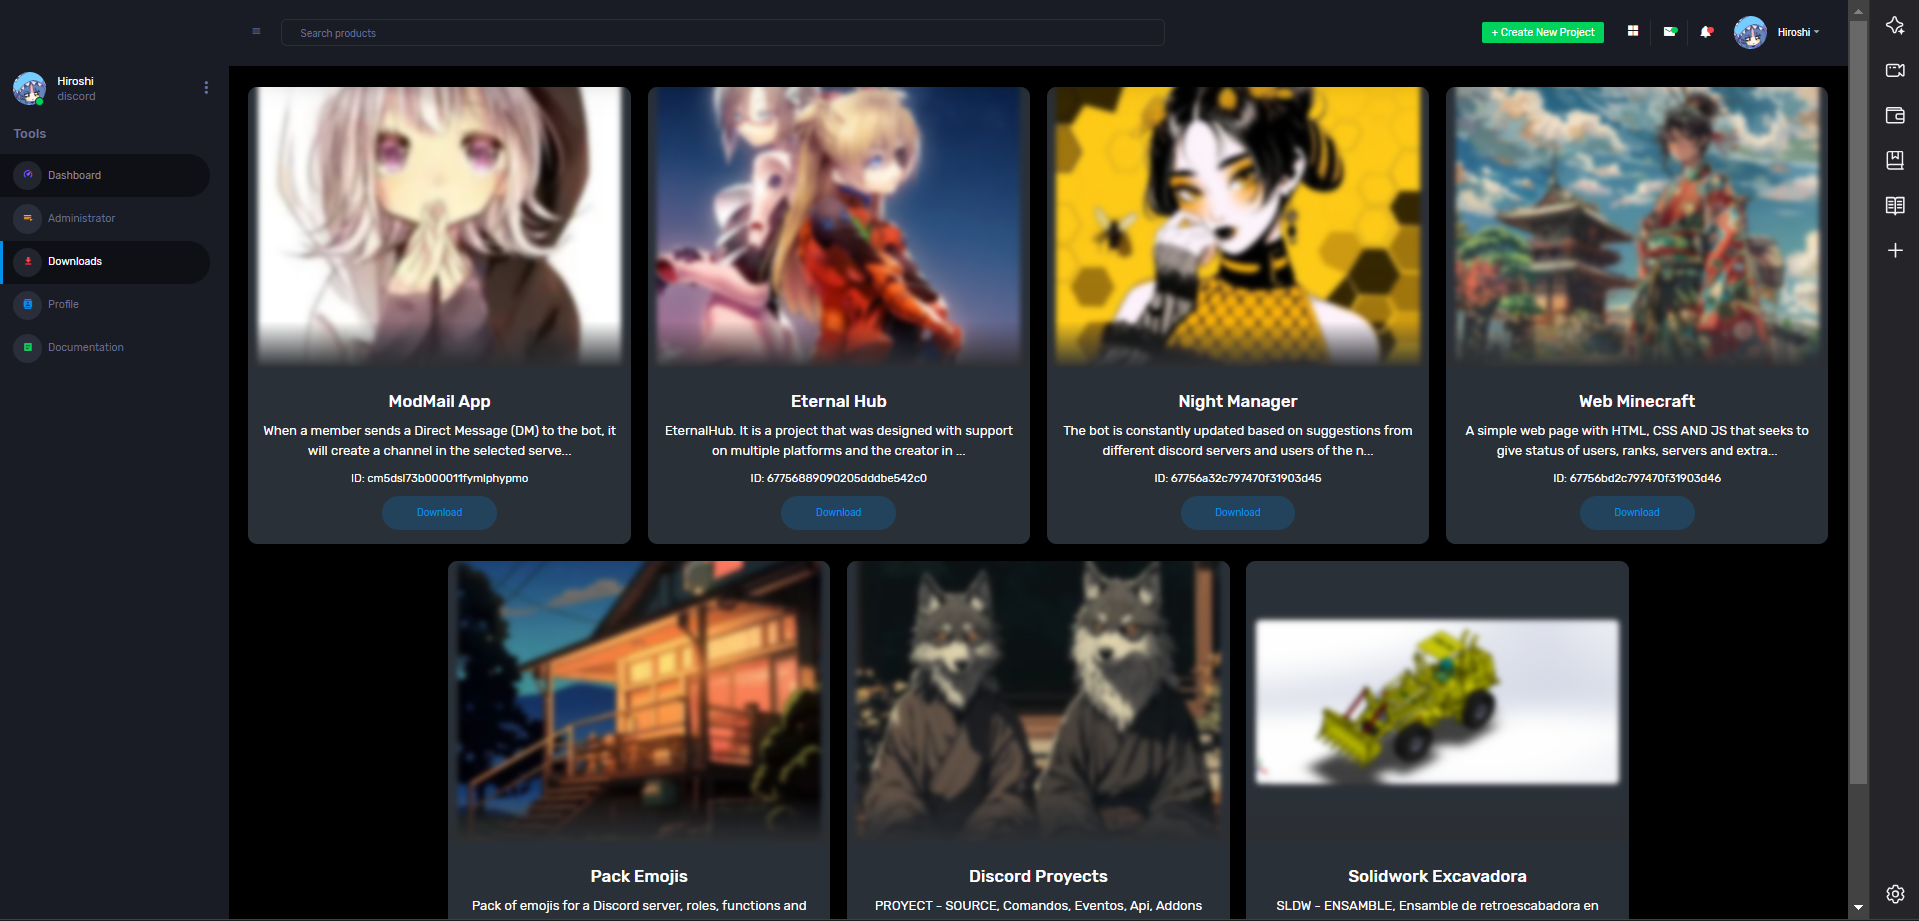 Search products
+ Create New Project
Hiroshi
Hiroshi
discord
Tools
Dashboard
Administrator
Downloads
Profile
Documentation
ModMail App
When a member sends a Direct Message (DM) to the bot, it
will create a channel in the selected serve...
ID: cm5dsl73b000011fymlphypmo
Download
Eternal Hub
EternalHub. It is a project that was designed with support
on multiple platforms and the creator in ...
ID: 67756889090205dddbe542c0
Download
Night Manager
The bot is constantly updated based on suggestions from
different discord servers and users of the n...
ID: 67756a32c797470f31903d45
Download
Web Minecraft
A simple web page with HTML, CSS AND JS that seeks to
give status of users, ranks, servers and extra...
ID: 67756bd2c797470f31903d46
Download
Pack Emojis
Pack of emojis for a Discord server, roles, functions and
Discord Proyects
PROYECT - SOURCE, Comandos, Eventos, Api, Addons
Solidwork Excavadora
SLDW - ENSAMBLE, Ensamble de retroescabadora en